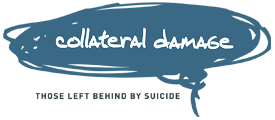 collateral damage
THOSE LEFT BEHIND BY SUICIDE